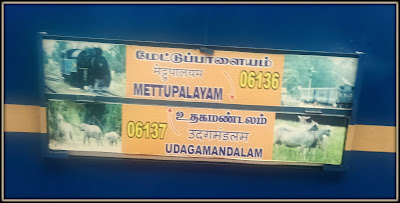 மேட்டுப்பாளையம்
मेट्टुपालयम
06136
METTUPALAYAM
உதகமண்டலம்
06137
उदगमंडलम
UDAGAMANDALAM